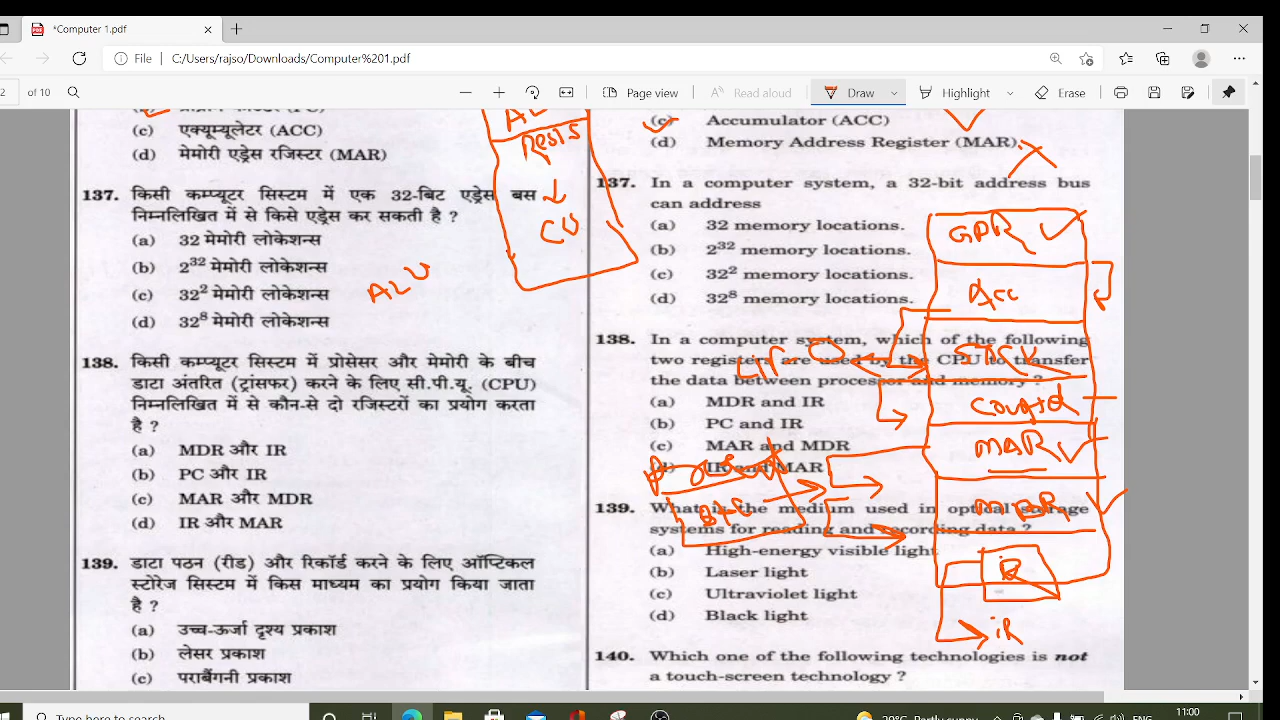 *Computer 1.pdf
File C:/Users/rajso/Downloads/Computer%201.pdf
2 of 10 Page view Read aloud Draw Highlight Erase
(c) एक्यूम्यूलेटर (ACC)
(d) मेमोरी एड्रेस रजिस्टर (MAR)
137. किसी कम्प्यूटर सिस्टम में एक 32-बिट एड्रेस बस
निम्नलिखित में से किसे एड्रेस कर सकती है ?
(a) 32 मेमोरी लोकेशन्स
(b) 2³² मेमोरी लोकेशन्स
(c) 32² मेमोरी लोकेशन्स
(d) 32⁸ मेमोरी लोकेशन्स
138. किसी कम्प्यूटर सिस्टम में प्रोसेसर और मेमोरी के बीच
डाटा अंतरित (ट्रांसफर) करने के लिए सी.पी.यू. (CPU)
निम्नलिखित में से कौन-से दो रजिस्टरों का प्रयोग करता
है ?
(a) MDR और IR
(b) PC और IR
(c) MAR और MDR
(d) IR और MAR
139. डाटा पठन (रीड) और रिकॉर्ड करने के लिए ऑप्टिकल
स्टोरेज सिस्टम में किस माध्यम का प्रयोग किया जाता
है ?
(a) उच्च-ऊर्जा दृश्य प्रकाश
(b) लेसर प्रकाश
(c) पराबैंगनी प्रकाश
ALU
CU
(c) Accumulator (ACC)
(d) Memory Address Register (MAR)
137. In a computer system, a 32-bit address bus
can address
(a) 32 memory locations.
(b) 2³² memory locations.
(c) 32² memory locations.
(d) 32⁸ memory locations.
138. In a computer system, which of the following
two registers are used by the CPU to transfer
the data between processor and memory ?
(a) MDR and IR
(b) PC and IR
(c) MAR and MDR
(d) IR and MAR
139. What is the medium used in optical storage
systems for reading and recording data ?
(a) High-energy visible light
(b) Laser light
(c) Ultraviolet light
(d) Black light
140. Which one of the following technologies is not
a touch-screen technology ?
GPR
Acc
STACK
MAR
IR
iR
Type here to search 29°C Partly sunny ENG 11:00